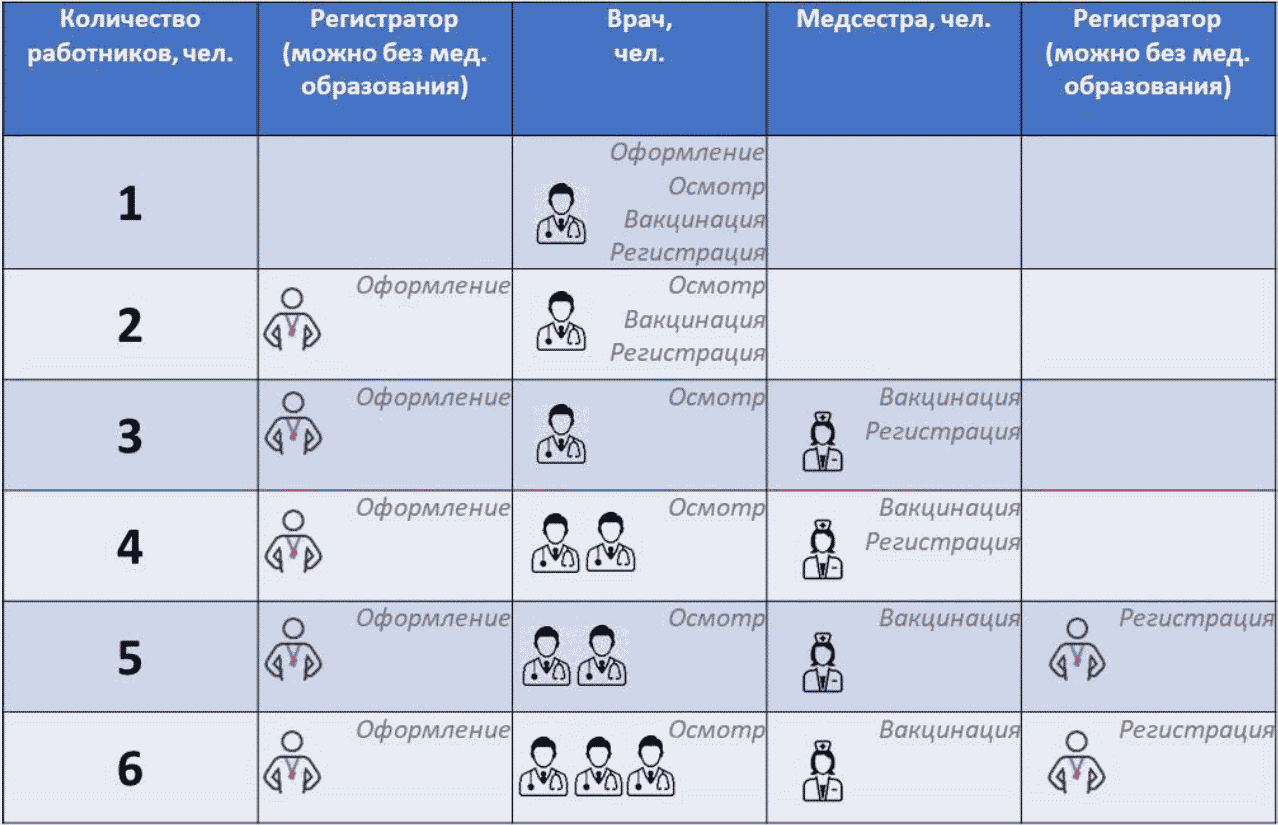 Количество
работников, чел.
Регистратор
(можно без мед.
образования)
Врач,
чел.
Медсестра, чел.
Регистратор
(можно без мед.
образования)
1
Оформление
Осмотр
Вакцинация
Регистрация
2
Оформление
Осмотр
Вакцинация
Регистрация
3
Оформление
Осмотр
Вакцинация
Регистрация
4
Оформление
Осмотр
Вакцинация
Регистрация
5
Оформление
Осмотр
Вакцинация
Регистрация
6
Оформление
Осмотр
Вакцинация
Регистрация